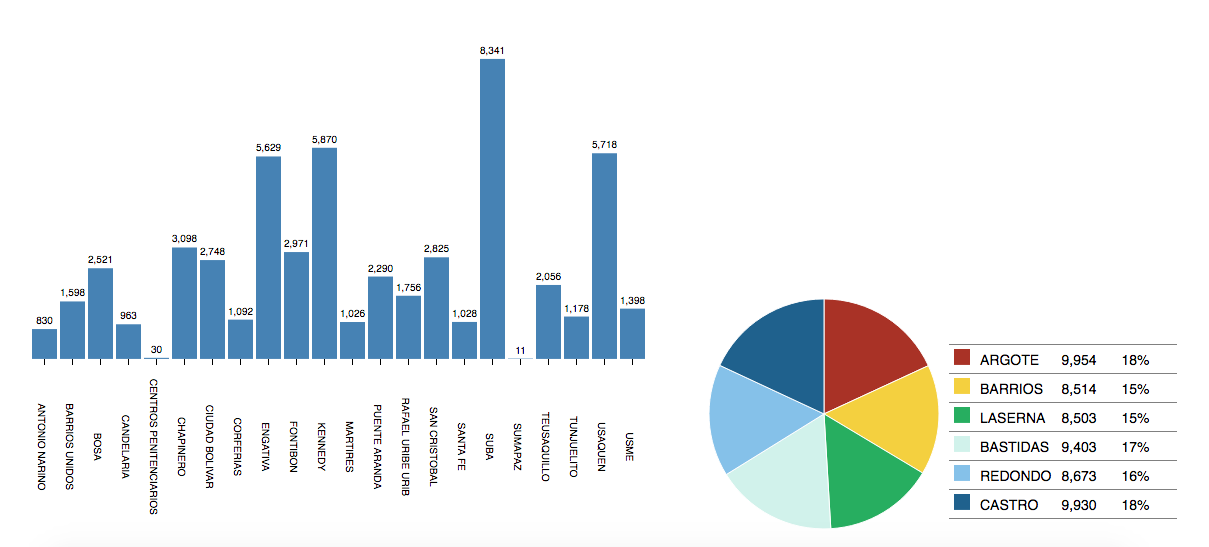 8,341
5,870
5,718
5,629
3,098
2,971
2,825
2,748
2,521
2,290
2,056
1,756
1,598
1,398
1,178
1,092
1,026
1,028
963
830
30
11
ANTONIO NARINO
BARRIOS UNIDOS
BOSA
CANDELARIA
CENTROS PENITENCIARIOS
CHAPINERO
CIUDAD BOLIVAR
CORFERIAS
ENGATIVA
FONTIBON
KENNEDY
MARTIRES
PUENTE ARANDA
RAFAEL URIBE URIB
SAN CRISTOBAL
SANTA FE
SUBA
SUMAPAZ
TEUSAQUILLO
TUNJUELITO
USAQUEN
USME
ARGOTE 9,954 18%
BARRIOS 8,514 15%
LASERNA 8,503 15%
BASTIDAS 9,403 17%
REDONDO 8,673 16%
CASTRO 9,930 18%